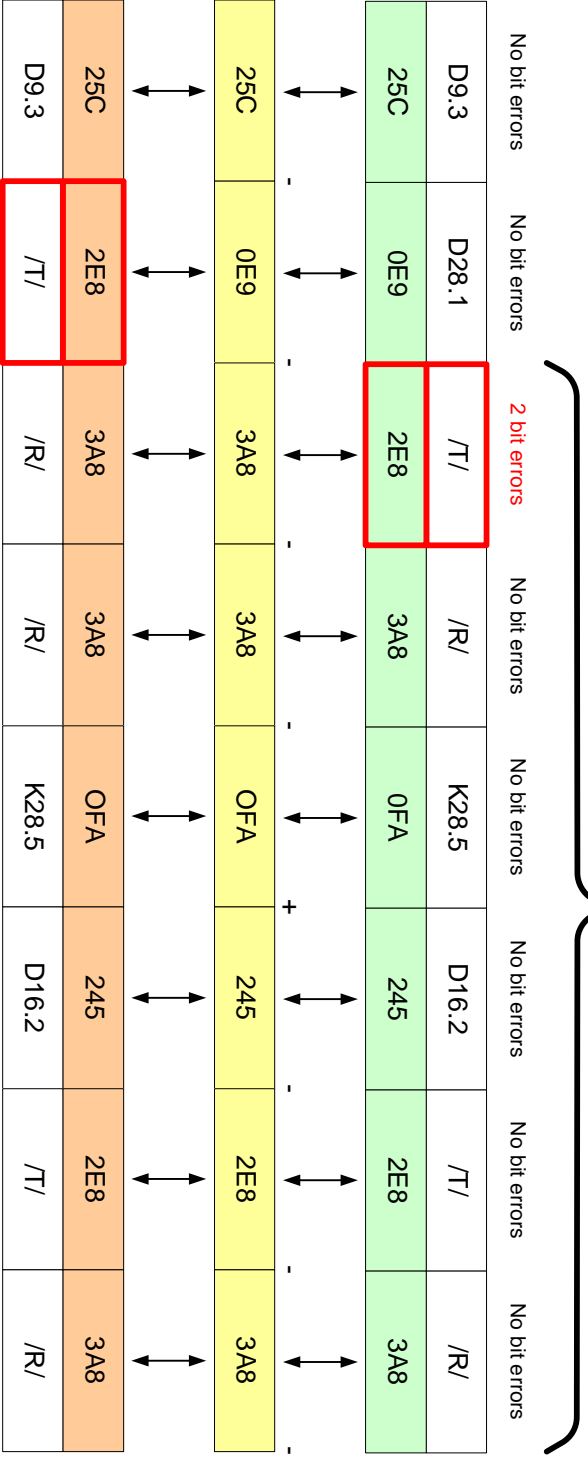 No bit errors No bit errors 2 bit errors No bit errors No bit errors No bit errors No bit errors No bit errors
D9.3 D28.1 /T/ /R/ K28.5 D16.2 /T/ /R/
25C 0E9 2E8 3A8 0FA 245 2E8 3A8
- - - - + - - -
25C 0E9 3A8 3A8 OFA 245 2E8 3A8
25C 2E8 3A8 3A8 OFA 245 2E8 3A8
D9.3 /T/ /R/ /R/ K28.5 D16.2 /T/ /R/